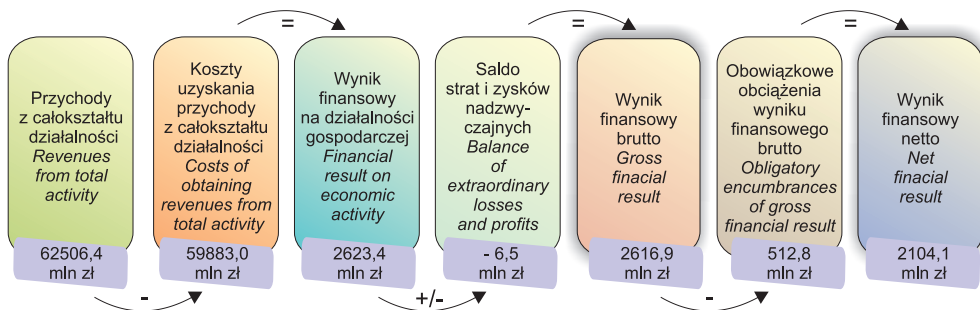 =
=
=
Przychody
z całokształtu
działalności
Revenues
from total
activity
62506,4
mln zł
Koszty
uzyskania
przychody
z całokształtu
działalności
Costs of
obtaining
revenues from
total activity
59883,0
mln zł
Wynik
finansowy
na działalności
gospodarczej
Financial
result on
economic
activity
2623,4
mln zł
Saldo
strat i zysków
nadzwy-
czajnych
Balance
of
extraordinary
losses
and profits
- 6,5
mln zł
Wynik
finansowy
brutto
Gross
finacial
result
2616,9
mln zł
Obowiązkowe
obciążenia
wyniku
finansowego
brutto
Obligatory
encumbrances
of gross
financial result
512,8
mln zł
Wynik
finansowy
netto
Net
finacial
result
2104,1
mln zł
-
+/-
-